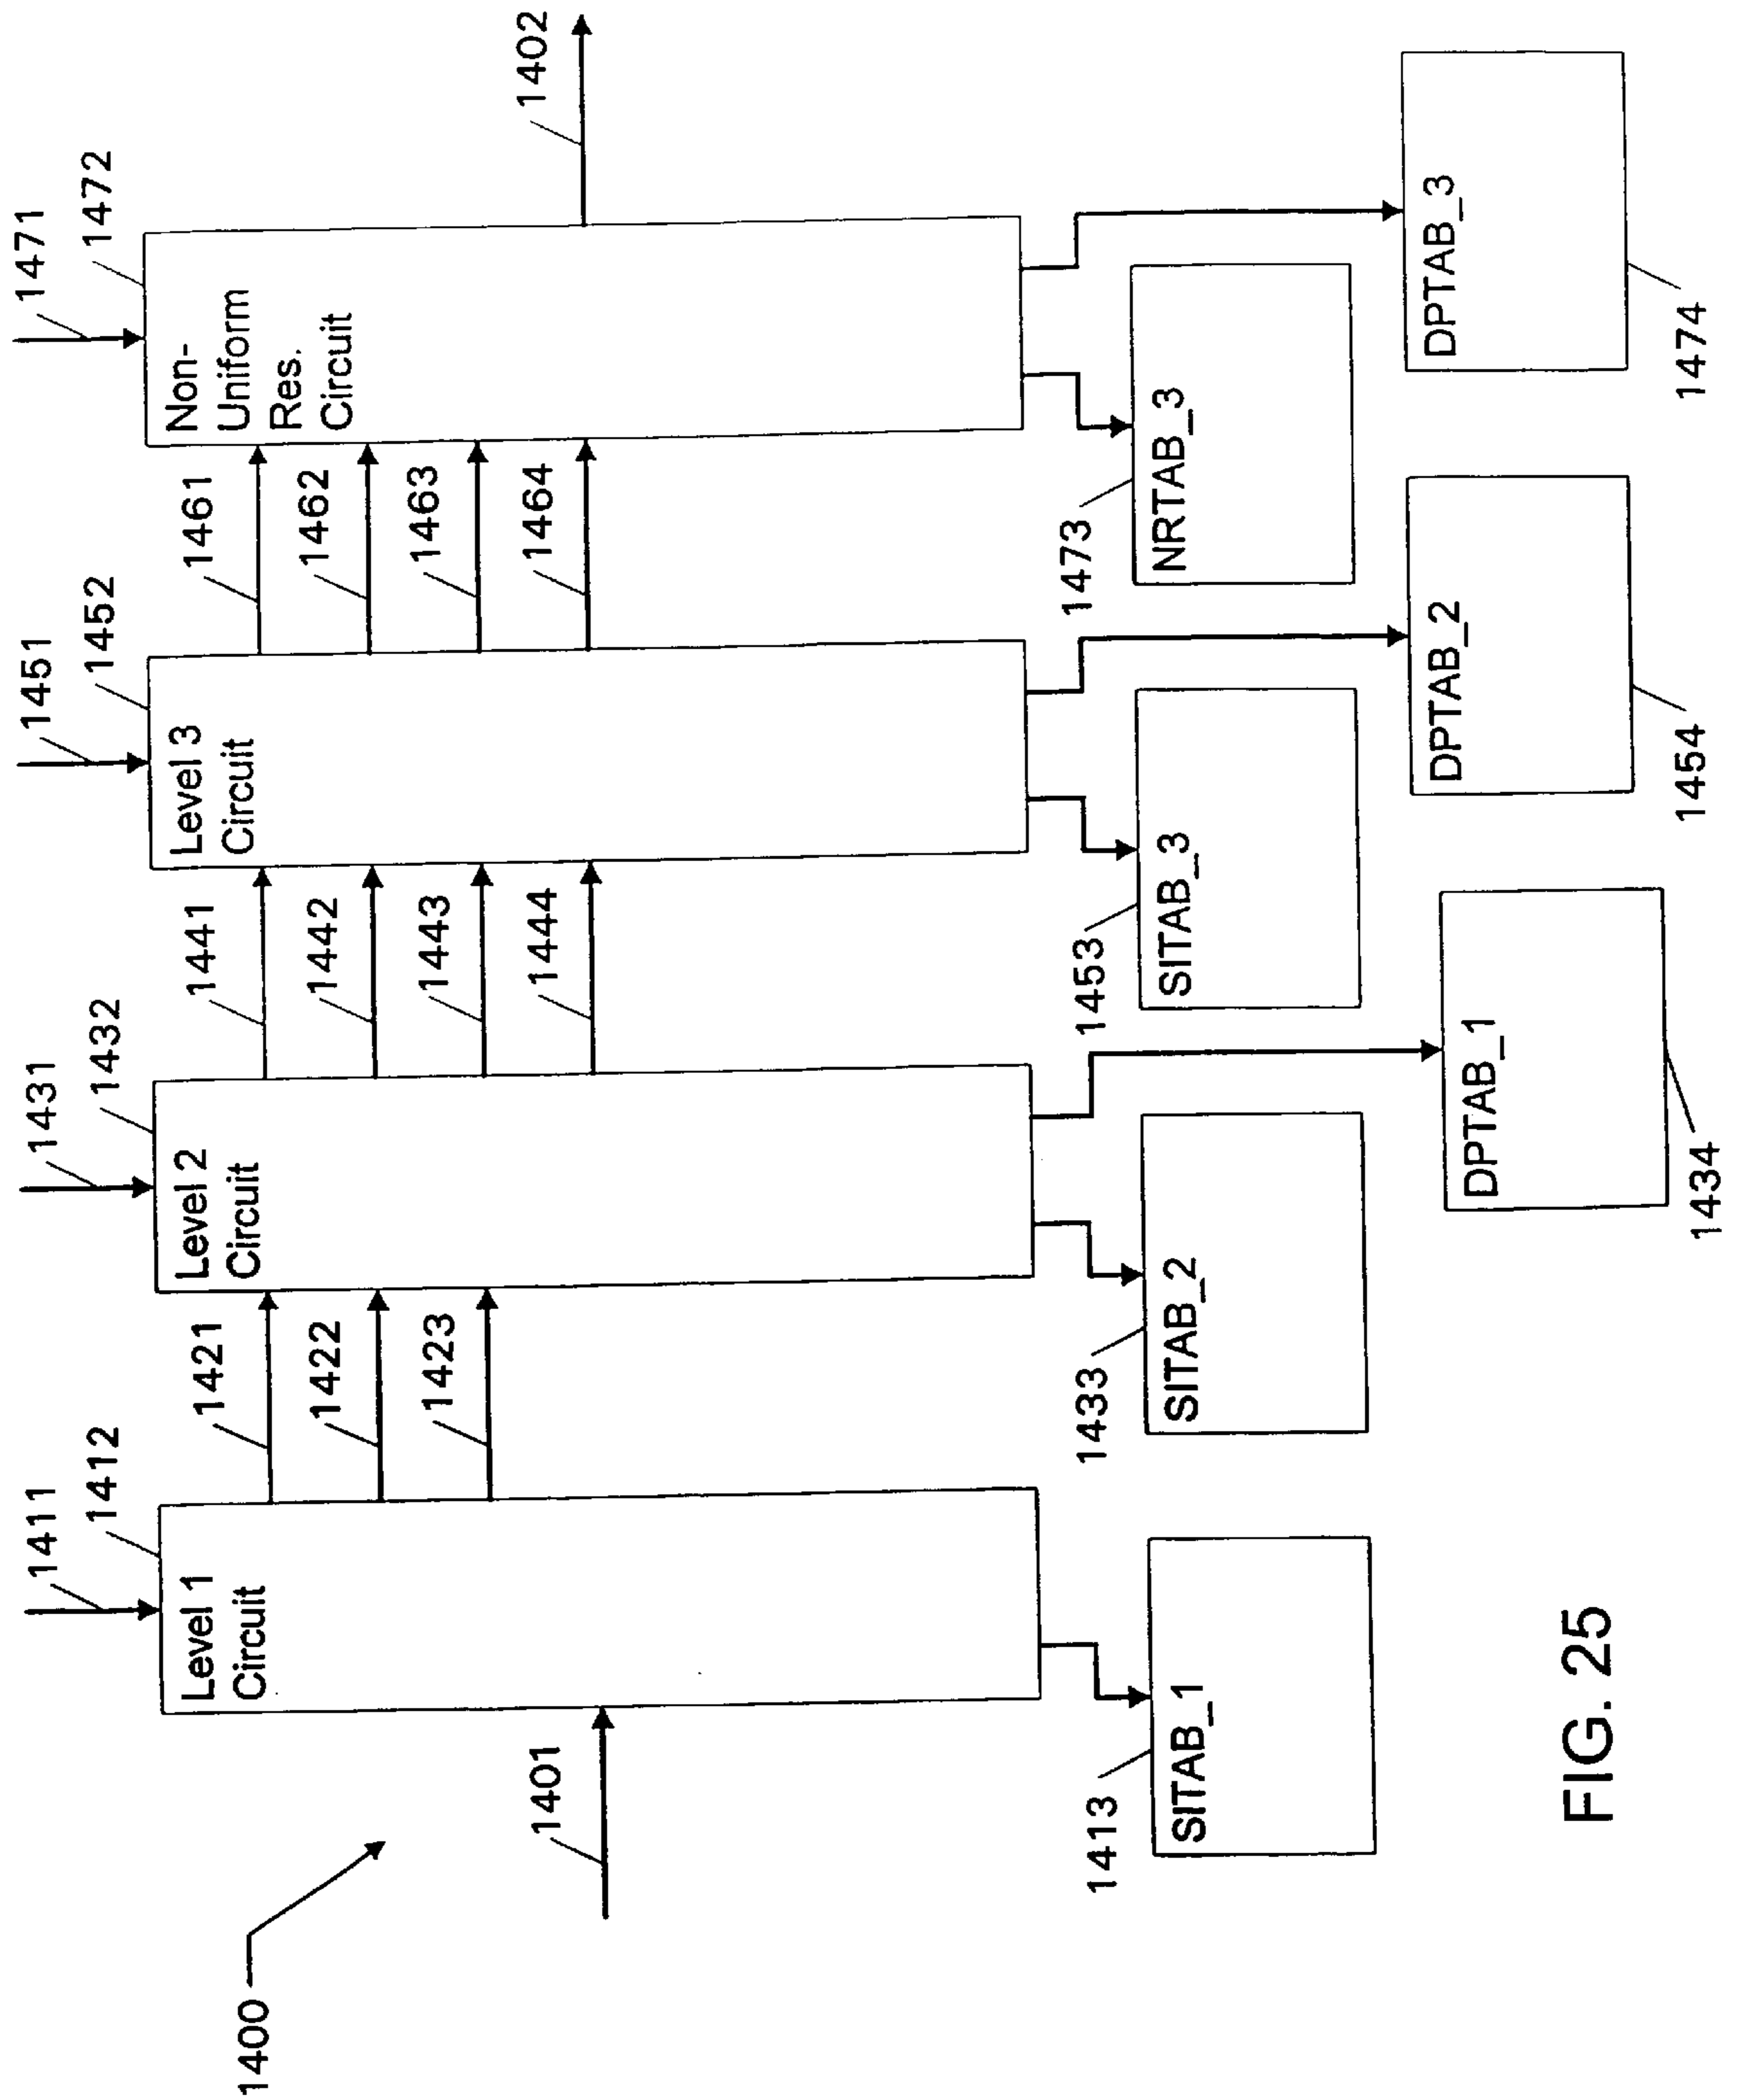 1400
1401
1411
1412
Level 1
Circuit
1421
1422
1423
1413
SITAB_1
1431
1432
Level 2
Circuit
1441
1442
1443
1444
1433
SITAB_2
DPTAB_1
1434
1451
1452
Level 3
Circuit
1461
1462
1463
1464
1453
SITAB_3
DPTAB_2
1454
1471
1472
Non-
Uniform
Res.
Circuit
1402
1473
NRTAB_3
DPTAB_3
1474
FIG. 25